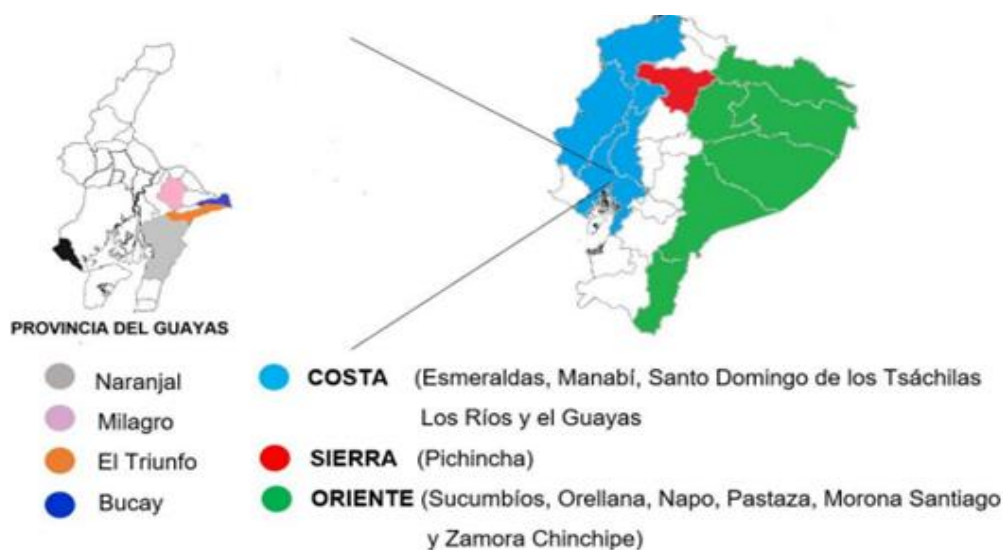 PROVINCIA DEL GUAYAS
Naranjal
Milagro
El Triunfo
Bucay
COSTA (Esmeraldas, Manabí, Santo Domingo de los Tsáchilas
Los Ríos y el Guayas
SIERRA (Pichincha)
ORIENTE (Sucumbíos, Orellana, Napo, Pastaza, Morona Santiago
y Zamora Chinchipe)